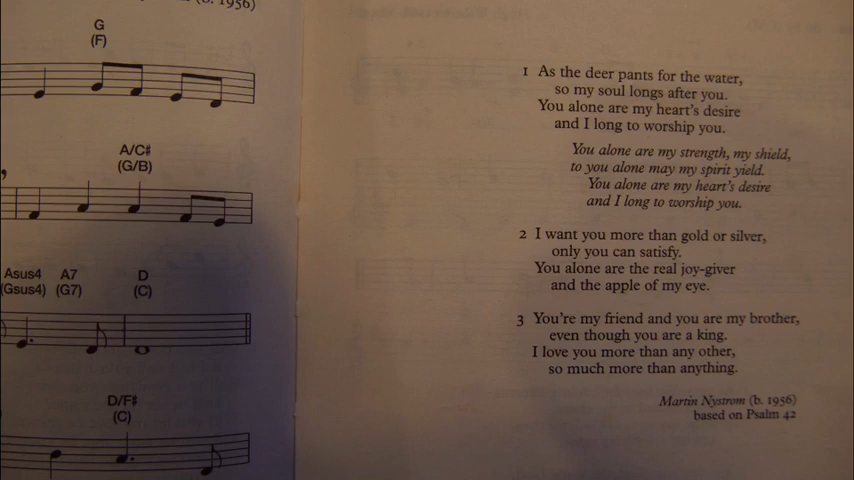 (b. 1956)
G
(F)
A/C#
(G/B)
Asus4 A7 D
(Gsus4) (G7) (C)
D/F#
(C)
1 As the deer pants for the water,
so my soul longs after you.
You alone are my heart's desire
and I long to worship you.
You alone are my strength, my shield,
to you alone may my spirit yield.
You alone are my heart's desire
and I long to worship you.
2 I want you more than gold or silver,
only you can satisfy.
You alone are the real joy-giver
and the apple of my eye.
3 You're my friend and you are my brother,
even though you are a king.
I love you more than any other,
so much more than anything.
Martin Nystrom (b. 1956)
based on Psalm 42